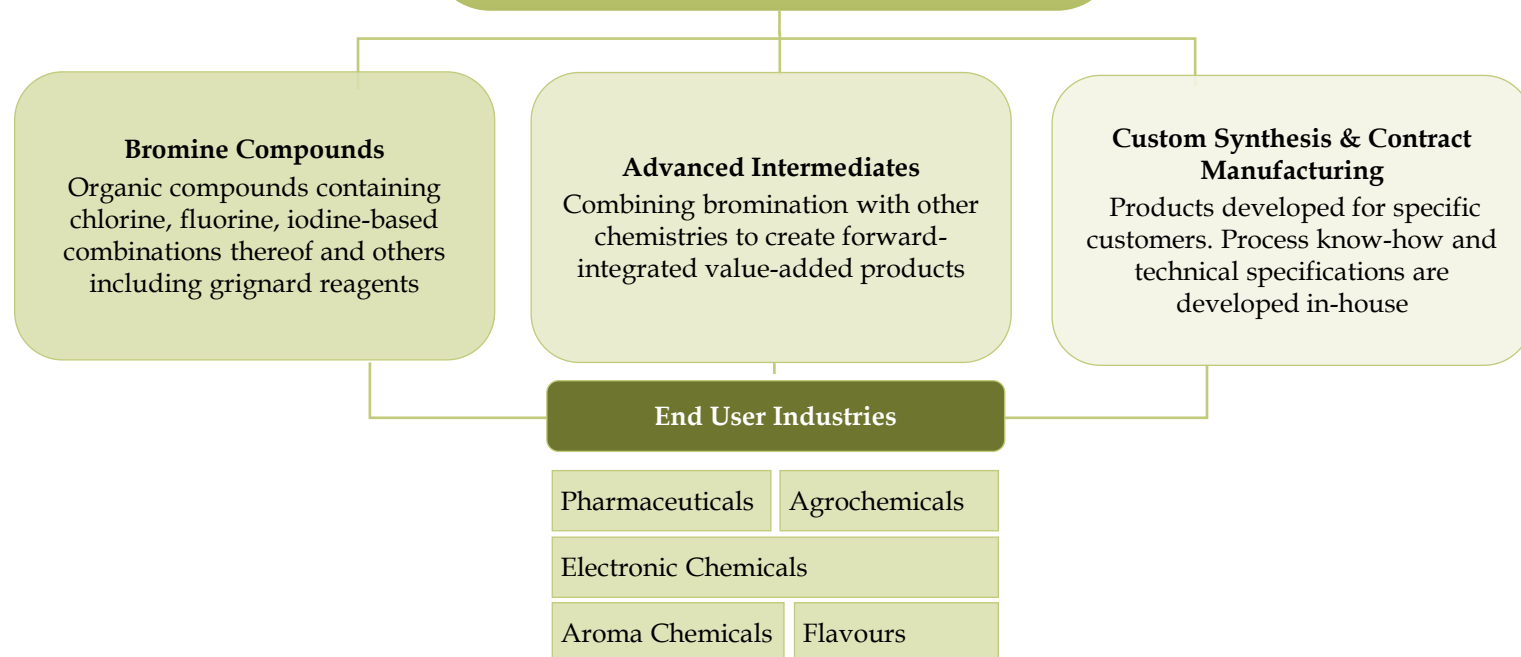 Bromine Compounds
Organic compounds containing
chlorine, fluorine, iodine-based
combinations thereof and others
including grignard reagents
Advanced Intermediates
Combining bromination with other
chemistries to create forward-
integrated value-added products
Custom Synthesis & Contract
Manufacturing
Products developed for specific
customers. Process know-how and
technical specifications are
developed in-house
End User Industries
Pharmaceuticals
Agrochemicals
Electronic Chemicals
Aroma Chemicals
Flavours